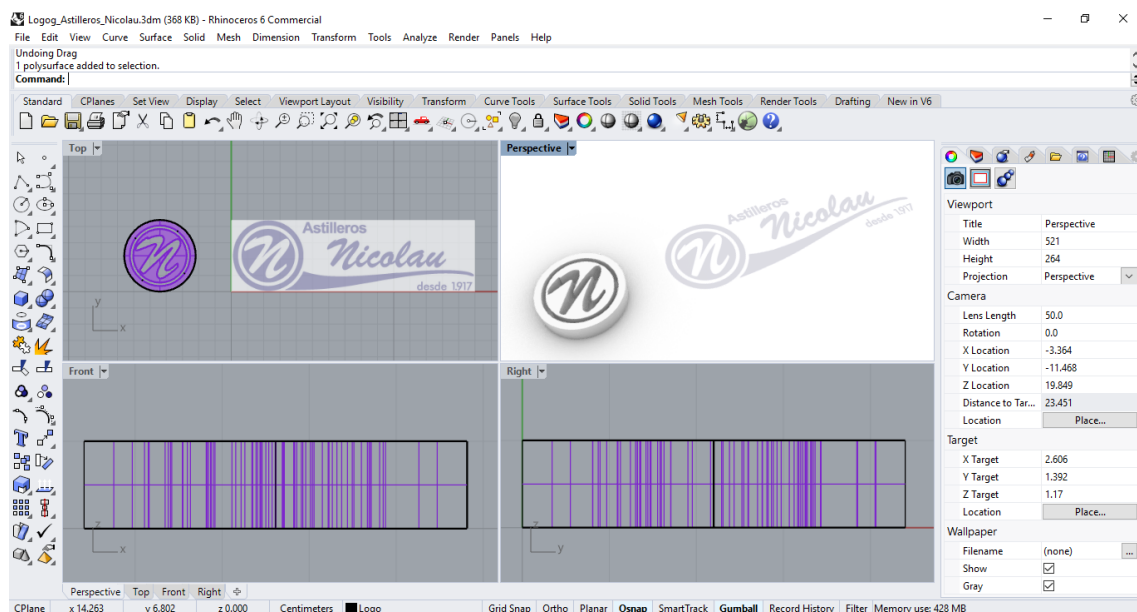 Logog_Astilleros_Nicolau.3dm (368 KB) - Rhinoceros 6 Commercial
File Edit View Curve Surface Solid Mesh Dimension Transform Tools Analyze Render Panels Help
Undoing Drag
1 polysurface added to selection.
Command:
Standard CPlanes Set View Display Select Viewport Layout Visibility Transform Curve Tools Surface Tools Solid Tools Mesh Tools Render Tools Drafting New in V6
Top
Astilleros
Nicolau
desde 1.917
x
y
Perspective
Astilleros
Nicolau
desde 1917
Front
z
x
Right
z
y
Viewport
Title Perspective
Width 521
Height 264
Projection Perspective
Camera
Lens Length 50.0
Rotation 0.0
X Location -3.364
Y Location -11.468
Z Location 19.849
Distance to Tar... 23.451
Location Place...
Target
X Target 2.606
Y Target 1.392
Z Target 1.17
Location Place...
Wallpaper
Filename (none) ...
Show
Gray
Perspective Top Front Right
CPlane x 14.263 y 6.802 z 0.000 Centimeters Logo Grid Snap Ortho Planar Osnap SmartTrack Gumball Record History Filter Memory use: 428 MB